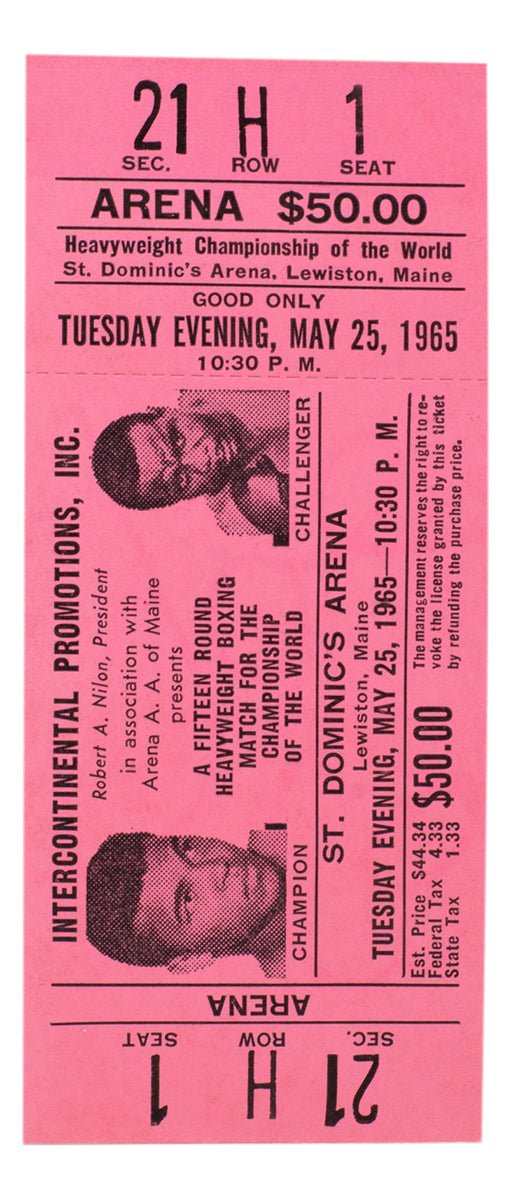 21 H 1
SEC. ROW SEAT
ARENA $50.00
Heavyweight Championship of the World
St. Dominic's Arena. Lewiston, Maine
GOOD ONLY
TUESDAY EVENING, MAY 25, 1965
10:30 P. M.
INTERCONTINENTAL PROMOTIONS, INC.
Robert A. Nilon, President
in association with
Arena A. A. of Maine
presents
A FIFTEEN ROUND
HEAVYWEIGHT BOXING
MATCH FOR THE
CHAMPIONSHIP
OF THE WORLD
CHAMPION
CHALLENGER
ST. DOMINIC'S ARENA
Lewiston, Maine
TUESDAY EVENING, MAY 25, 1965—10:30 P. M.
Est. Price $44.34
Federal Tax 4.33
State Tax 1.33
$50.00
The management reserves the right to re-
voke the license granted by this ticket
by refunding the purchase price.
ARENA
SEC. ROW SEAT
21 H 1